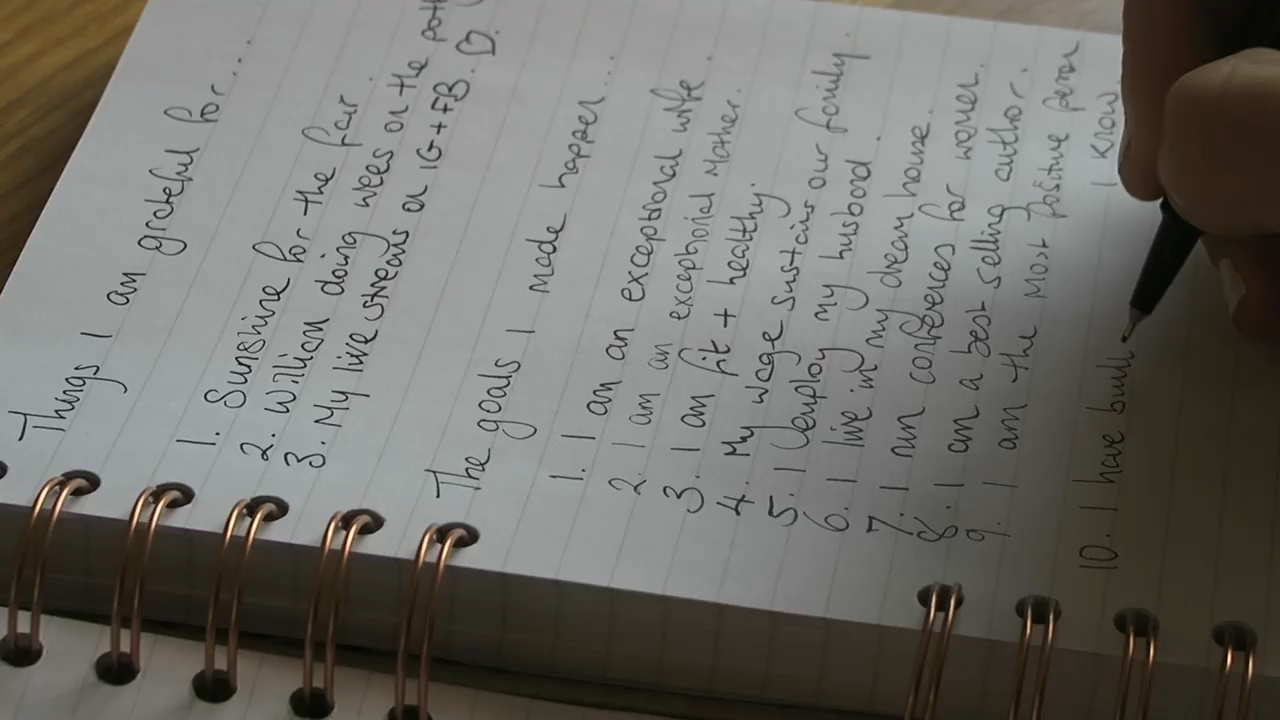 Things I am grateful for...
1. Sunshine for the fair
2. William doing wees on the
3. My live streams on IG+FB. ♡.
The goals I made happen...
1. I am an exceptional wife.
2. I am an exceptional Mother.
3. I am fit + healthy.
4. My wage sustains our family.
5. I employ my husband.
6. I live in my dream house.
7. I run conferences for women.
8. I am a best selling author.
9. I am the most positive person
I know.
10. I have built